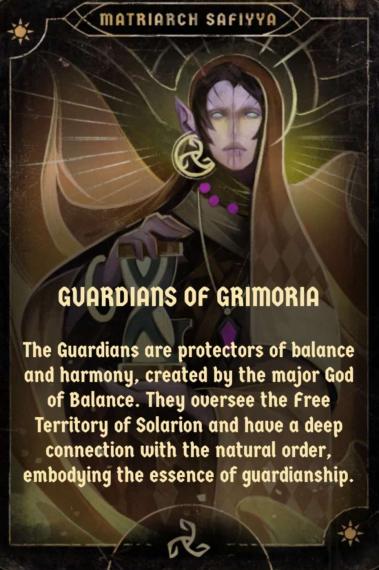 MATRIARCH SAFIYYA
GUARDIANS OF GRIMORIA
The Guardians are protectors of balance
and harmony, created by the major God
of Balance. They oversee the Free
Territory of Solarion and have a deep
connection with the natural order,
embodying the essence of guardianship.